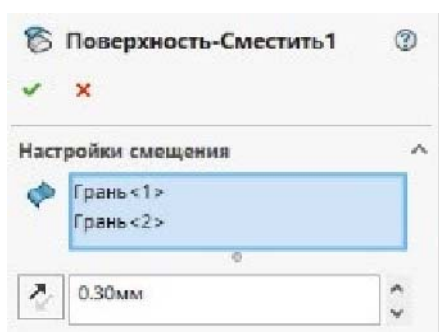 Поверхность-Сместить1
Настройки смещения
Грань<1>
Грань<2>
0.30мм